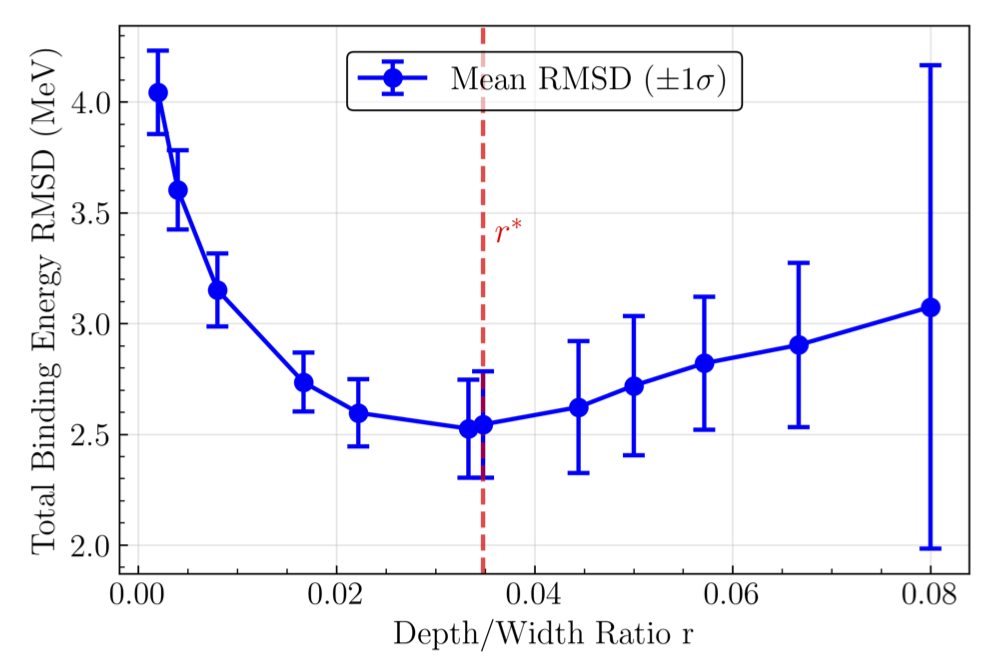 Total Binding Energy RMSD (MeV)
4.0
3.5
3.0
2.5
2.0
Mean RMSD (±1σ)
r*
0.00 0.02 0.04 0.06 0.08
Depth/Width Ratio r